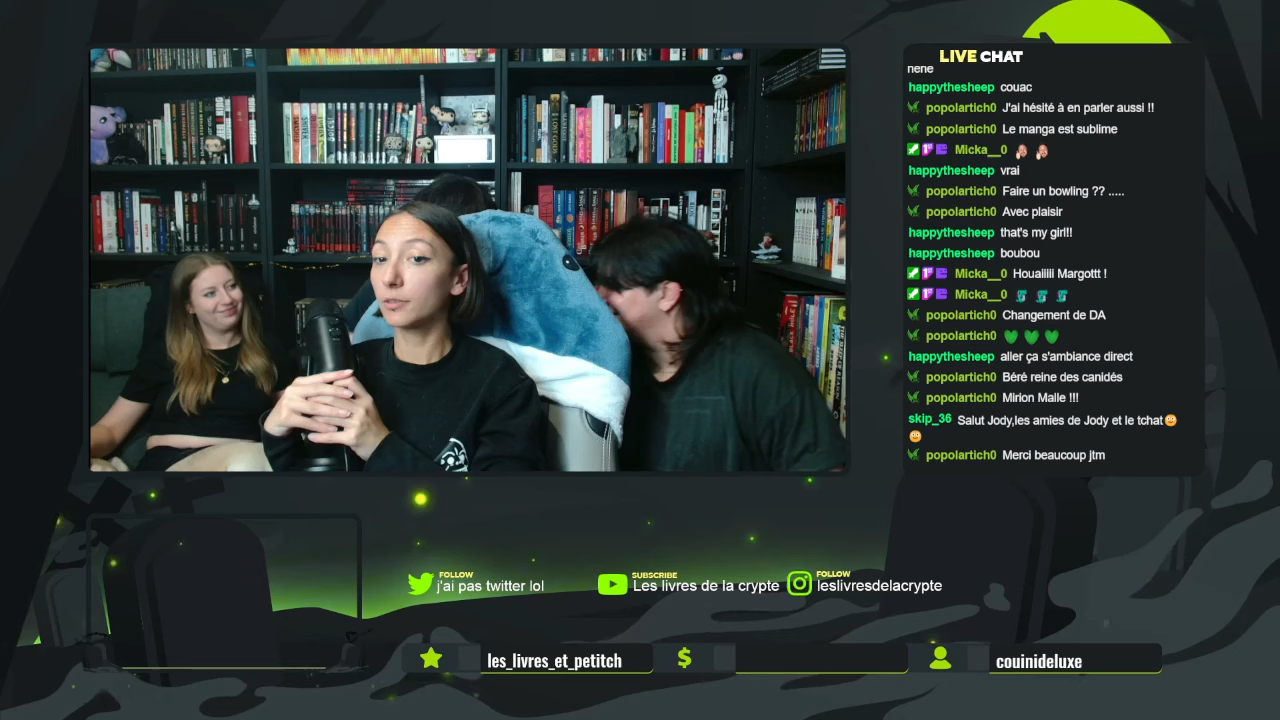 LIVE CHAT
nene
happythesheep couac
popolartich0 J'ai hésité à en parler aussi !!
popolartich0 Le manga est sublime
Micka__0
happythesheep vrai
popolartich0 Faire un bowling ?? .....
popolartich0 Avec plaisir
happythesheep that's my girl!!
happythesheep boubou
Micka__0 Houaiiiii Margottt !
Micka__0
popolartich0 Changement de DA
popolartich0
happythesheep aller ça s'ambiance direct
popolartich0 Béré reine des canidés
popolartich0 Mirion Malle !!!
skip_36 Salut Jody,les amies de Jody et le tchat
popolartich0 Merci beaucoup jtm
FOLLOW
j'ai pas twitter lol
SUBSCRIBE
Les livres de la crypte
FOLLOW
leslivresdelacrypte
les_livres_et_petitch
$
couinideluxe